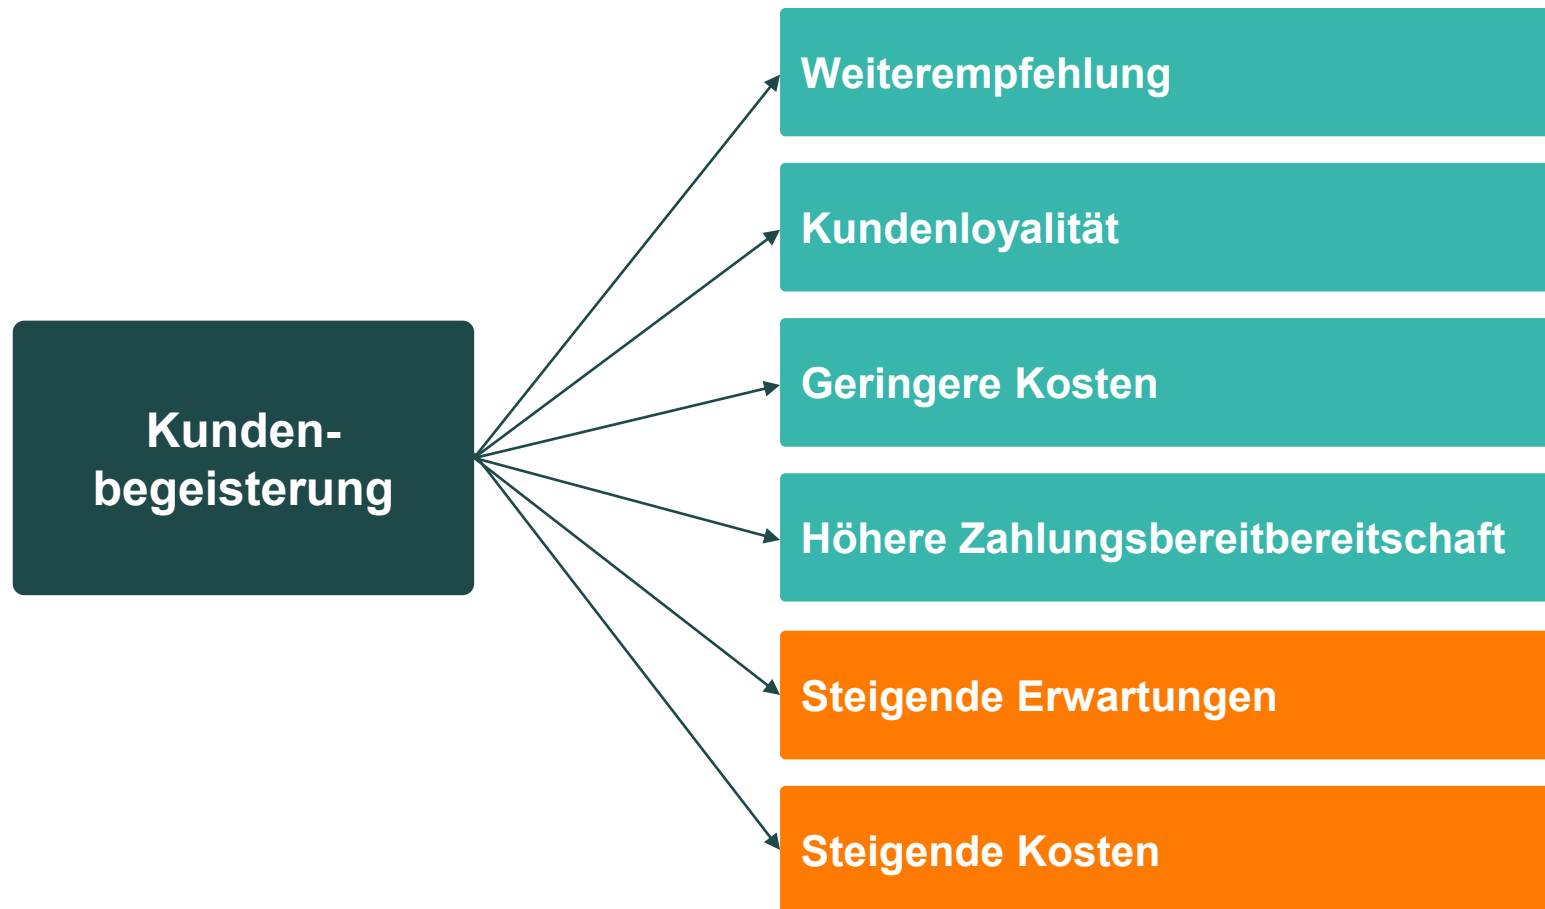 Weiterempfehlung
Kundenloyalität
Geringere Kosten
Kunden-
begeisterung
Höhere Zahlungsbereitbereitschaft
Steigende Erwartungen
Steigende Kosten